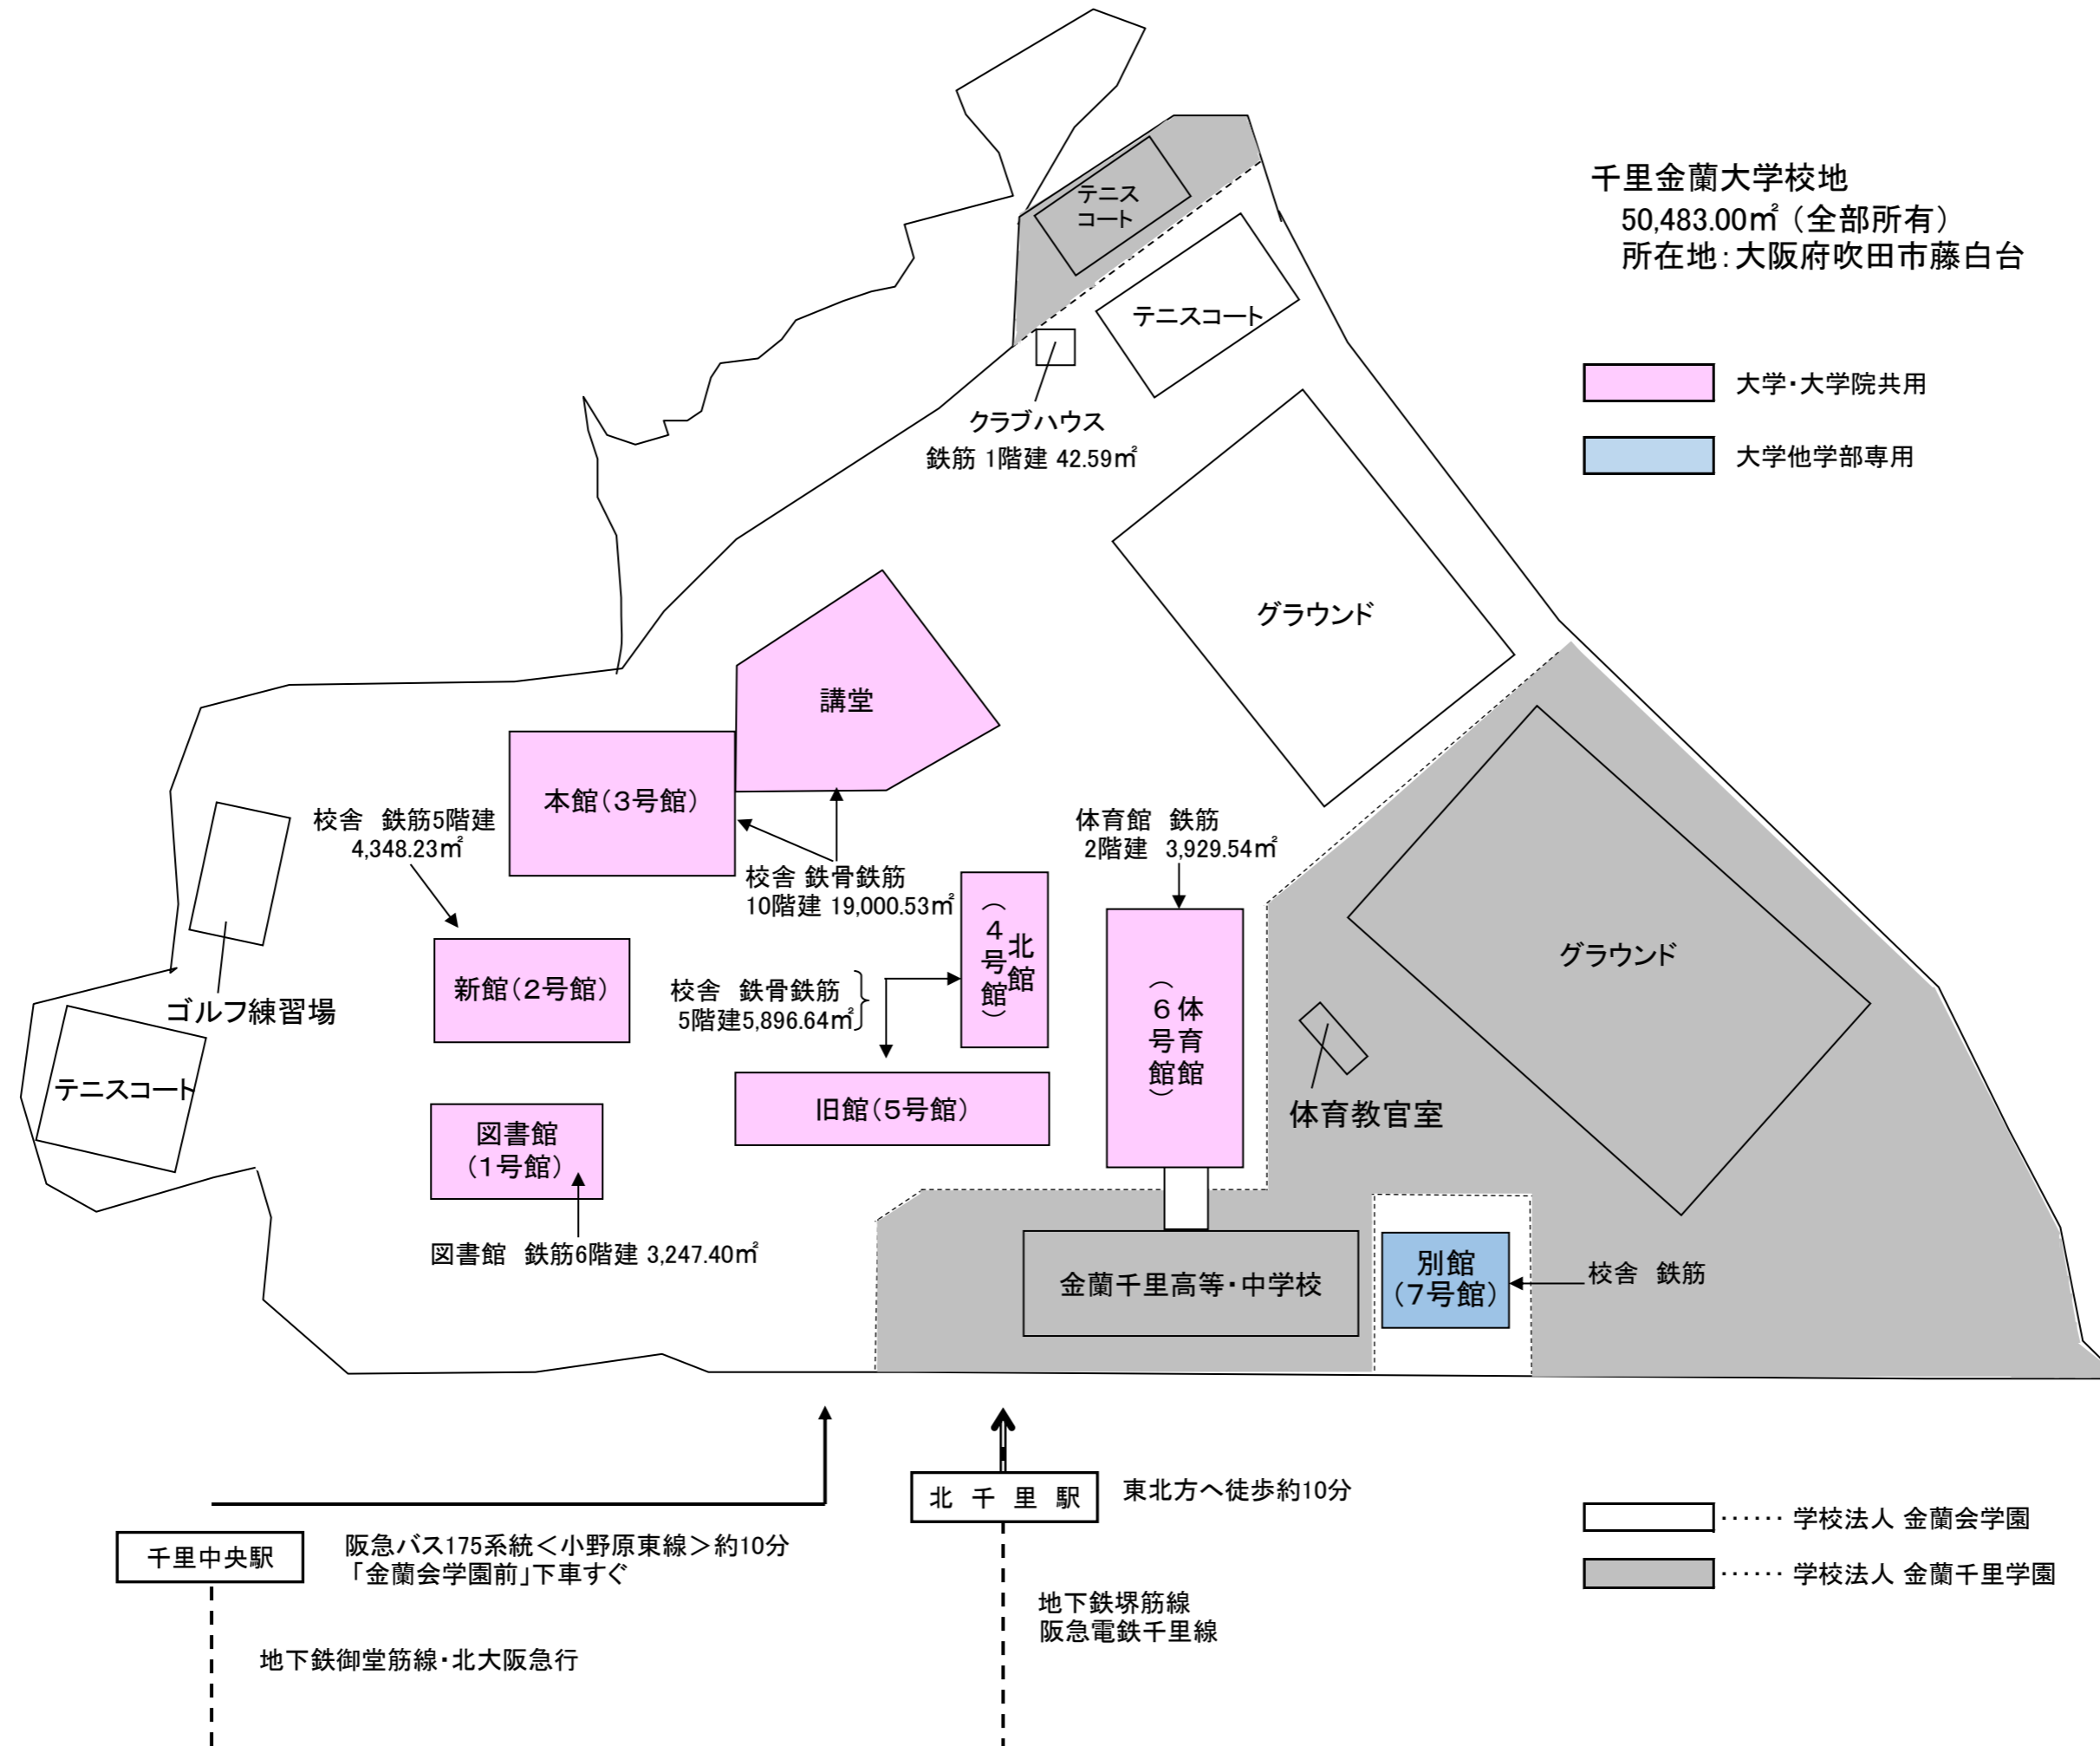 千里金蘭大学校地
50,483.00㎡（全部所有）
所在地：大阪府吹田市藤白台
テニス
コート
テニスコート
クラブハウス
鉄筋 1階建 42.59㎡
大学・大学院共用
大学他学部専用
グラウンド
講堂
本館（３号館）
校舎　鉄筋5階建
4,348.23㎡
校舎 鉄骨鉄筋
10階建 19,000.53㎡
体育館　鉄筋
2階建　3,929.54㎡
北館
（４号館）
体育館
（６号館）
グラウンド
新館（２号館）
校舎　鉄骨鉄筋
5階建5,896.64㎡
ゴルフ練習場
テニスコート
旧館（５号館）
体育教官室
図書館
（１号館）
図書館　鉄筋6階建 3,247.40㎡
金蘭千里高等・中学校
別館
（７号館）
校舎　鉄筋
北 千 里 駅
東北方へ徒歩約10分
千里中央駅
阪急バス175系統＜小野原東線＞約10分
「金蘭会学園前」下車すぐ
地下鉄堺筋線
阪急電鉄千里線
地下鉄御堂筋線・北大阪急行
…… 学校法人 金蘭会学園
…… 学校法人 金蘭千里学園